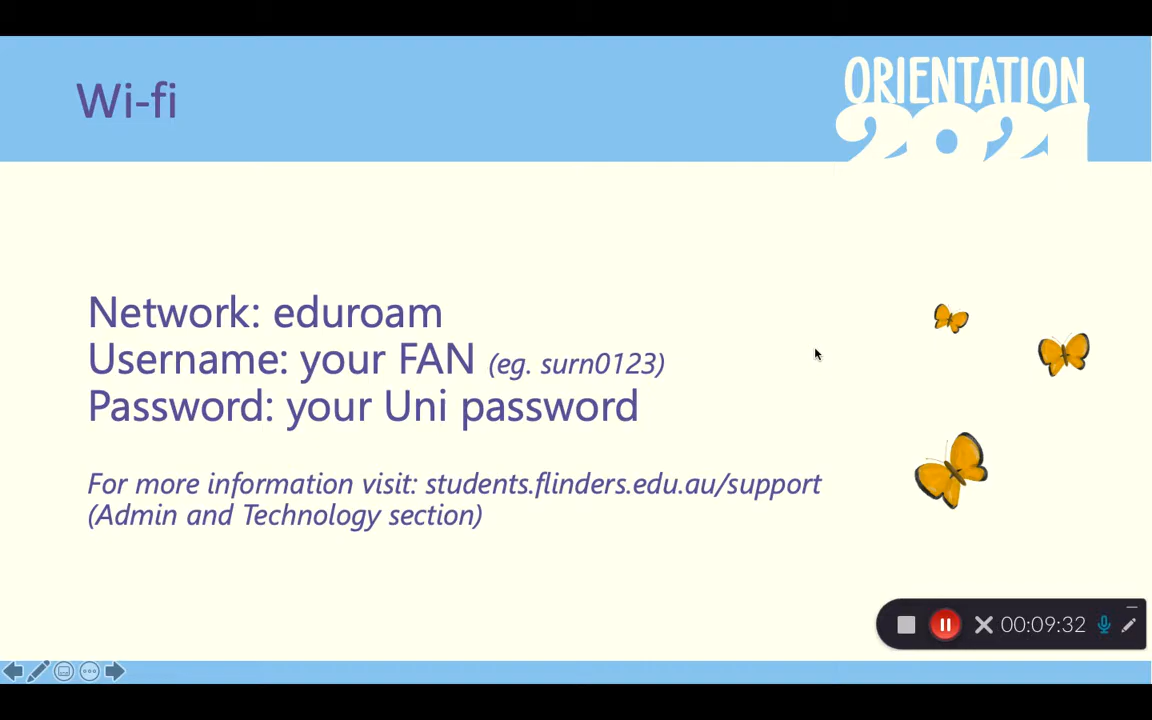 Wi-fi
ORIENTATION
2021
Network: eduroam
Username: your FAN (eg. surn0123)
Password: your Uni password
For more information visit: students.flinders.edu.au/support
(Admin and Technology section)
00:09:32